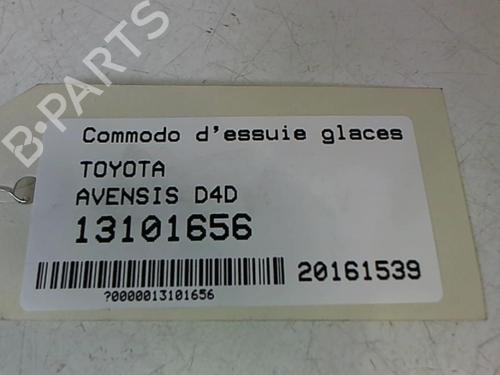 B-PARTS
Commodo d'essuie glaces
TOYOTA
AVENSIS D4D
13101656
20161539
?0000013101656